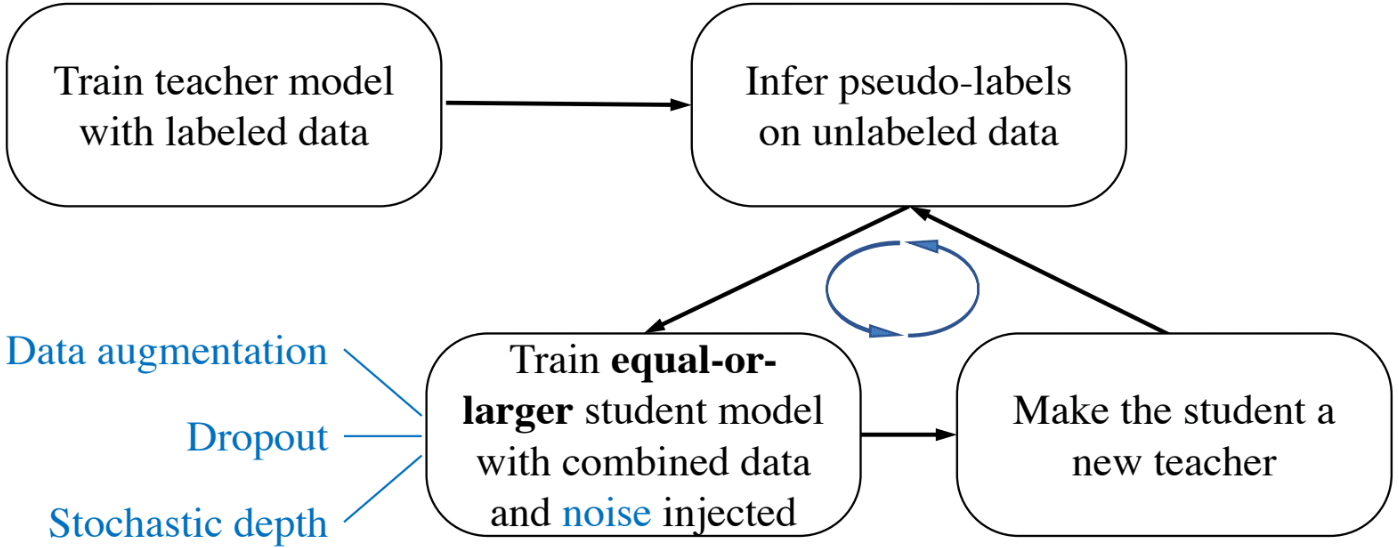 Train teacher model
with labeled data
Infer pseudo-labels
on unlabeled data
Data augmentation
Dropout
Stochastic depth
Train equal-or-
larger student model
with combined data
and noise injected
Make the student a
new teacher